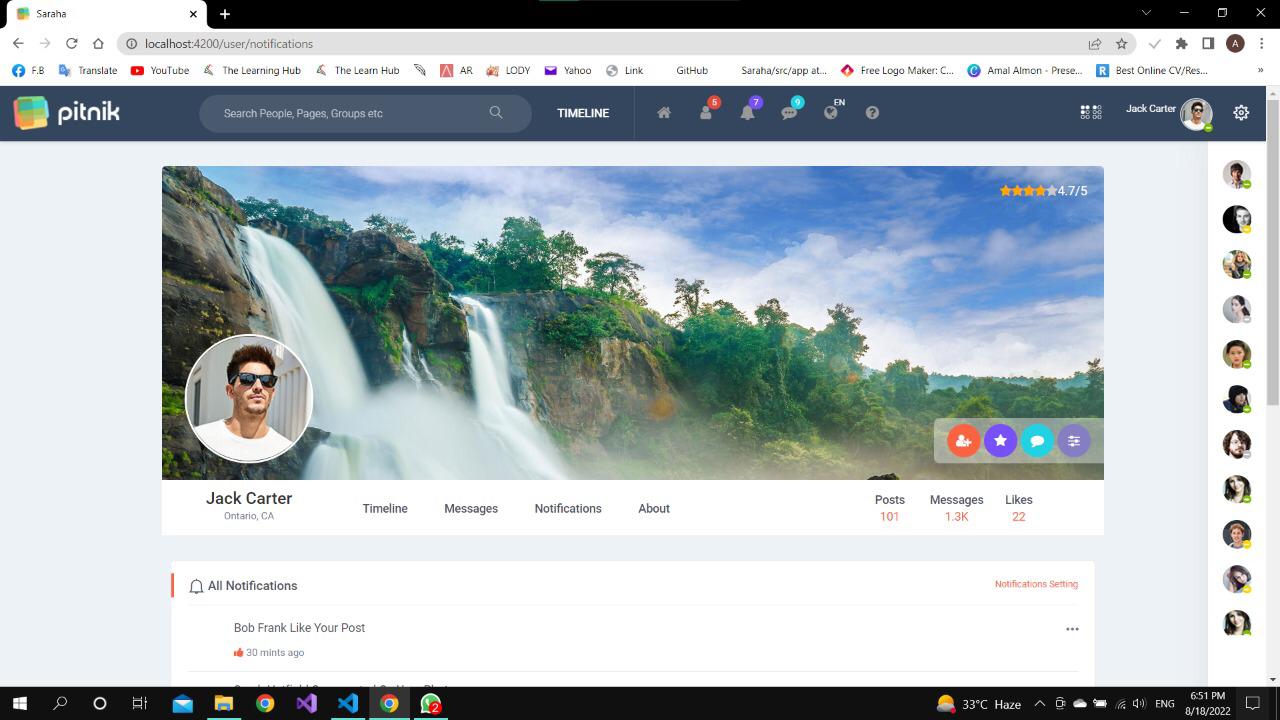 Saraha
localhost:4200/user/notifications
A
F.B
Translate
YouTube
The Learnin Hub
The Learn Hub
AR
LODY
Yahoo
Link
GitHub
Saraha/src/app at...
Free Logo Maker: C...
Amal Almon - Prese...
Best Online CV/Res...
»
pitnik
Search People, Pages, Groups etc
TIMELINE
5
7
9
EN
Jack Carter
4.7/5
Jack Carter
Ontario, CA
Timeline
Messages
Notifications
About
Posts
101
Messages
1.3K
Likes
22
All Notifications
Notifications Setting
Bob Frank Like Your Post
30 mints ago
2
33°C Haze
ENG
6:51 PM
8/18/2022